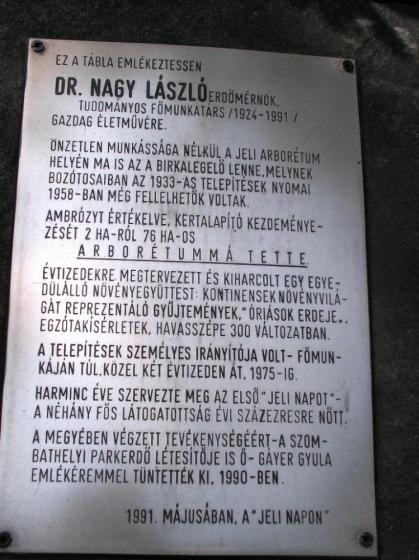 EZ A TÁBLA EMLÉKEZTESSEN
DR. NAGY LÁSZLÓ ERDŐMÉRNÖK,
TUDOMÁNYOS FŐMUNKATÁRS /1924-1991./
GAZDAG ÉLETMŰVÉRE.
ÖNZETLEN MUNKÁSSÁGA NÉLKÜL A JELI ARBORÉTUM
HELYÉN MA IS AZ A BIRKALEGELŐ LENNE, MELYNEK
BOZÓTOSAIBAN AZ 1933-AS TELEPÍTÉSEK NYOMAI
1958-BAN MÉG FELLELHETŐK VOLTAK.
AMBRÓZYT ÉRTÉKELVE, KERTALAPÍTÓ KEZDEMÉNYE-
ZÉSÉT 2 HA-RÓL 76 HA-OS
ARBORÉTUMMÁ TETTE
ÉVTIZEDEKRE MEGTERVEZETT ÉS KIHARCOLT EGY EGYE-
DÜLÁLLÓ NÖVÉNYEGYÜTTEST: KONTINENSEK NÖVÉNYVILÁ-
GÁT REPREZENTÁLÓ GYŰJTEMÉNYEK, "ÓRIÁSOK ERDEJE„,
EGZÓTAKÍSÉRLETEK, HAVASSZÉPE 300 VÁLTOZATBAN.
A TELEPÍTÉSEK SZEMÉLYES IRÁNYÍTÓJA VOLT- FŐMUN-
KÁJÁN TÚL, KÖZEL KÉT ÉVTIZEDEN ÁT, 1975-IG.
HARMINC ÉVE SZERVEZTE MEG AZ ELSŐ "JELI NAPOT"-
A NÉHÁNY FŐS LÁTOGATOTTSÁG ÉVI SZÁZEZRESRE NŐTT.
A MEGYÉBEN VÉGZETT TEVÉKENYSÉGÉÉRT-A SZOM-
BATHELYI PARKERDŐ LÉTESÍTŐJE IS Ő- GÁYER GYULA
EMLÉKÉREMMEL TÜNTETTÉK KI, 1990-BEN.
1991. MÁJUSÁBAN, A "JELI NAPON"